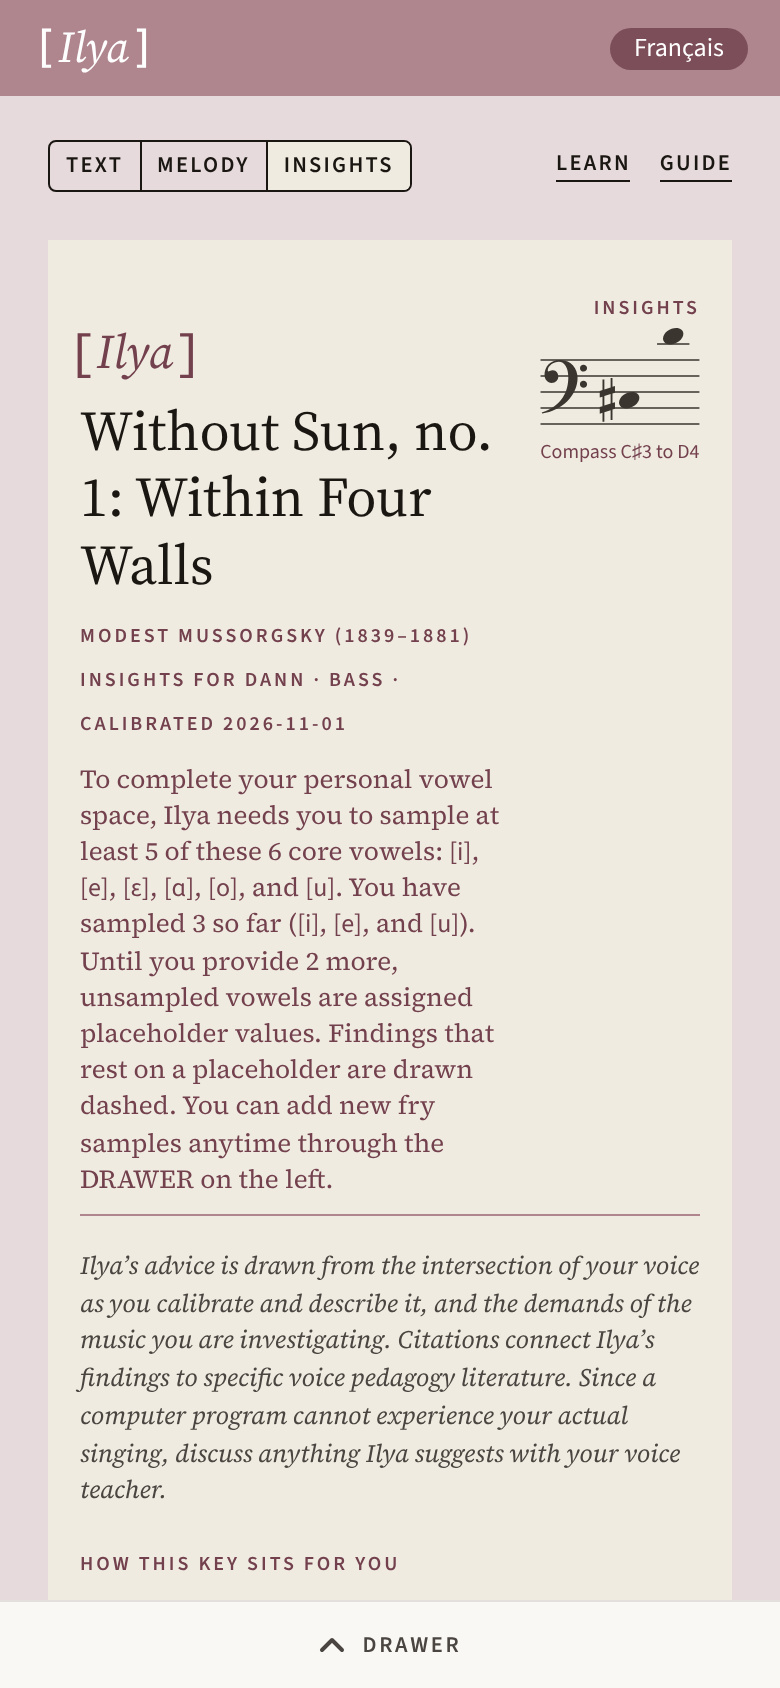 [Ilya]
Français
TEXT MELODY INSIGHTS
LEARN GUIDE
INSIGHTS
[Ilya]
Compass C♯3 to D4
Without Sun, no.
1: Within Four
Walls
MODEST MUSSORGSKY (1839–1881)
INSIGHTS FOR DANN · BASS ·
CALIBRATED 2026-11-01
To complete your personal vowel
space, Ilya needs you to sample at
least 5 of these 6 core vowels: [i],
[e], [ɛ], [ɑ], [o], and [u]. You have
sampled 3 so far ([i], [e], and [u]).
Until you provide 2 more,
unsampled vowels are assigned
placeholder values. Findings that
rest on a placeholder are drawn
dashed. You can add new fry
samples anytime through the
DRAWER on the left.
Ilya’s advice is drawn from the intersection of your voice
as you calibrate and describe it, and the demands of the
music you are investigating. Citations connect Ilya’s
findings to specific voice pedagogy literature. Since a
computer program cannot experience your actual
singing, discuss anything Ilya suggests with your voice
teacher.
HOW THIS KEY SITS FOR YOU
DRAWER